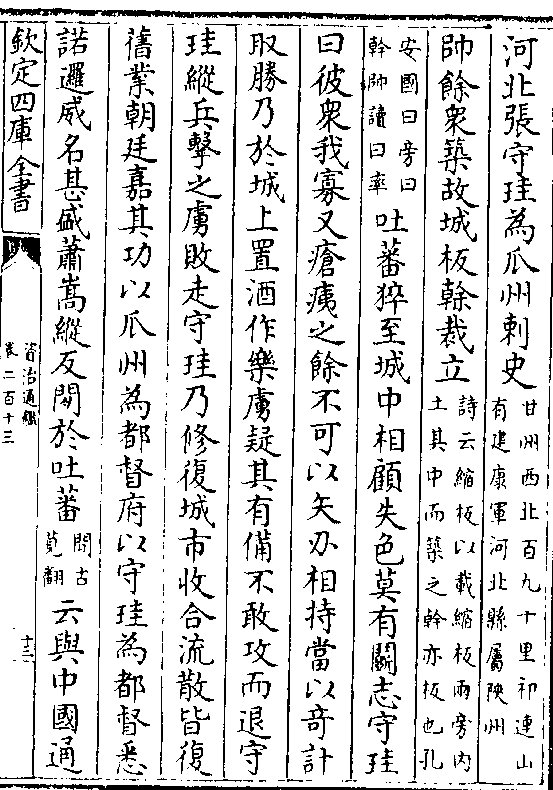 河北張守珪為瓜州刺史甘州西北百九十里祁連山有建康軍河北縣屬陜州
帥餘衆築故城板榦裁立詩云縮板以載縮板兩旁内土其中而築之榦亦板也孔
安國曰旁曰榦帥讀曰率吐蕃猝至城中相顧失色莫有鬭志守珪
曰彼衆我寡又瘡痍之餘不可以矢刃相持當以奇計
取勝乃於城上置酒作樂虜疑其有備不敢攻而退守
珪縱兵擊之虜敗走守珪乃修復城市收合流散皆復
舊業朝廷嘉其功以瓜州為都督府以守珪為都督悉
諾邏威名甚盛蕭嵩縱反間於吐蕃間古莧翻云與中國通
欽定四庫全書
資治通鑑
卷二百十三
十三